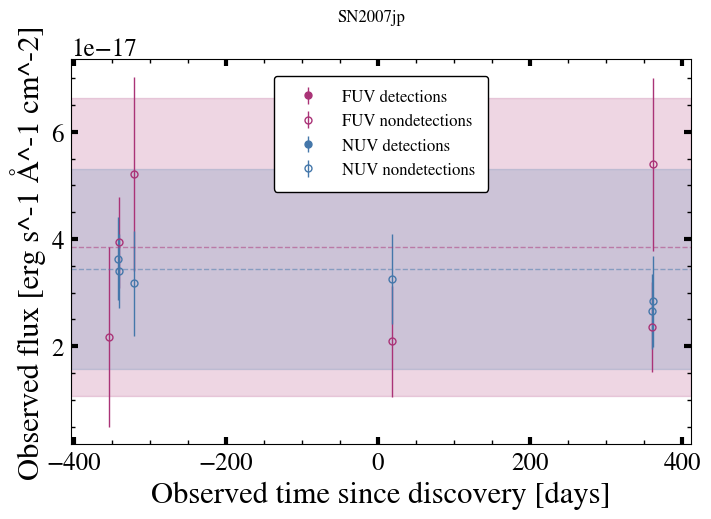 SN2007jp
1e−17
Observed flux [erg s^-1 Å^-1 cm^-2]
6
4
2
FUV detections
FUV nondetections
NUV detections
NUV nondetections
−400
−200
0
200
400
Observed time since discovery [days]